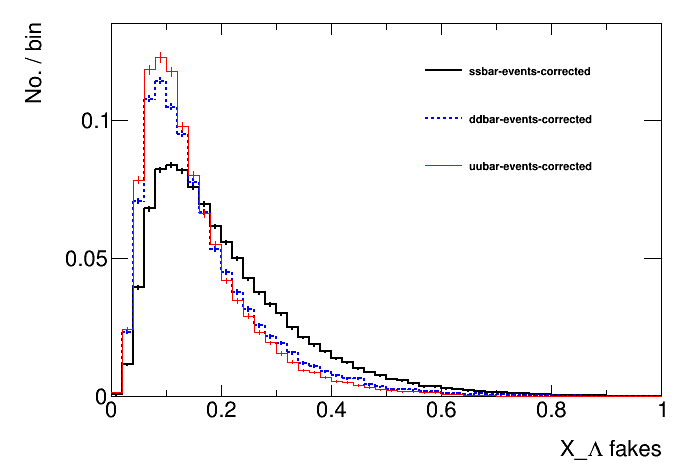 No. / bin
ssbar-events-corrected
ddbar-events-corrected
uubar-events-corrected
0.1
0.05
0
0 0.2 0.4 0.6 0.8 1
X_Λ fakes